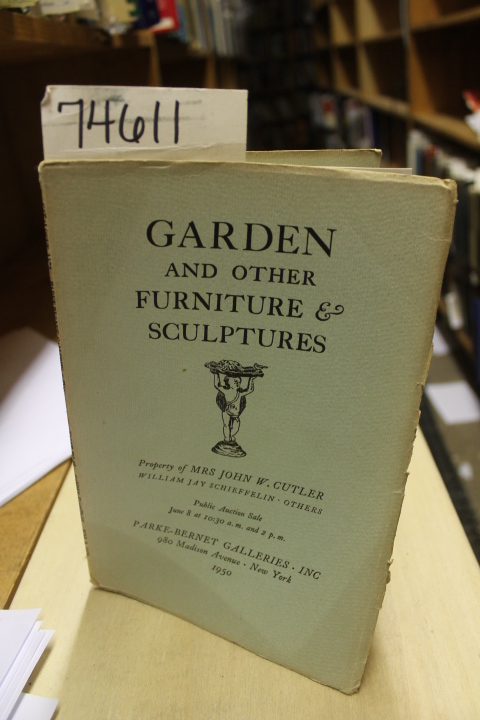 74611
GARDEN
AND OTHER
FURNITURE &
SCULPTURES
Property of MRS JOHN W. CUTLER
WILLIAM JAY SCHIEFFELIN · OTHERS
Public Auction Sale
June 8 at 10:30 a. m. and 2 p. m.
PARKE-BERNET GALLERIES · INC
980 Madison Avenue · New York
1950